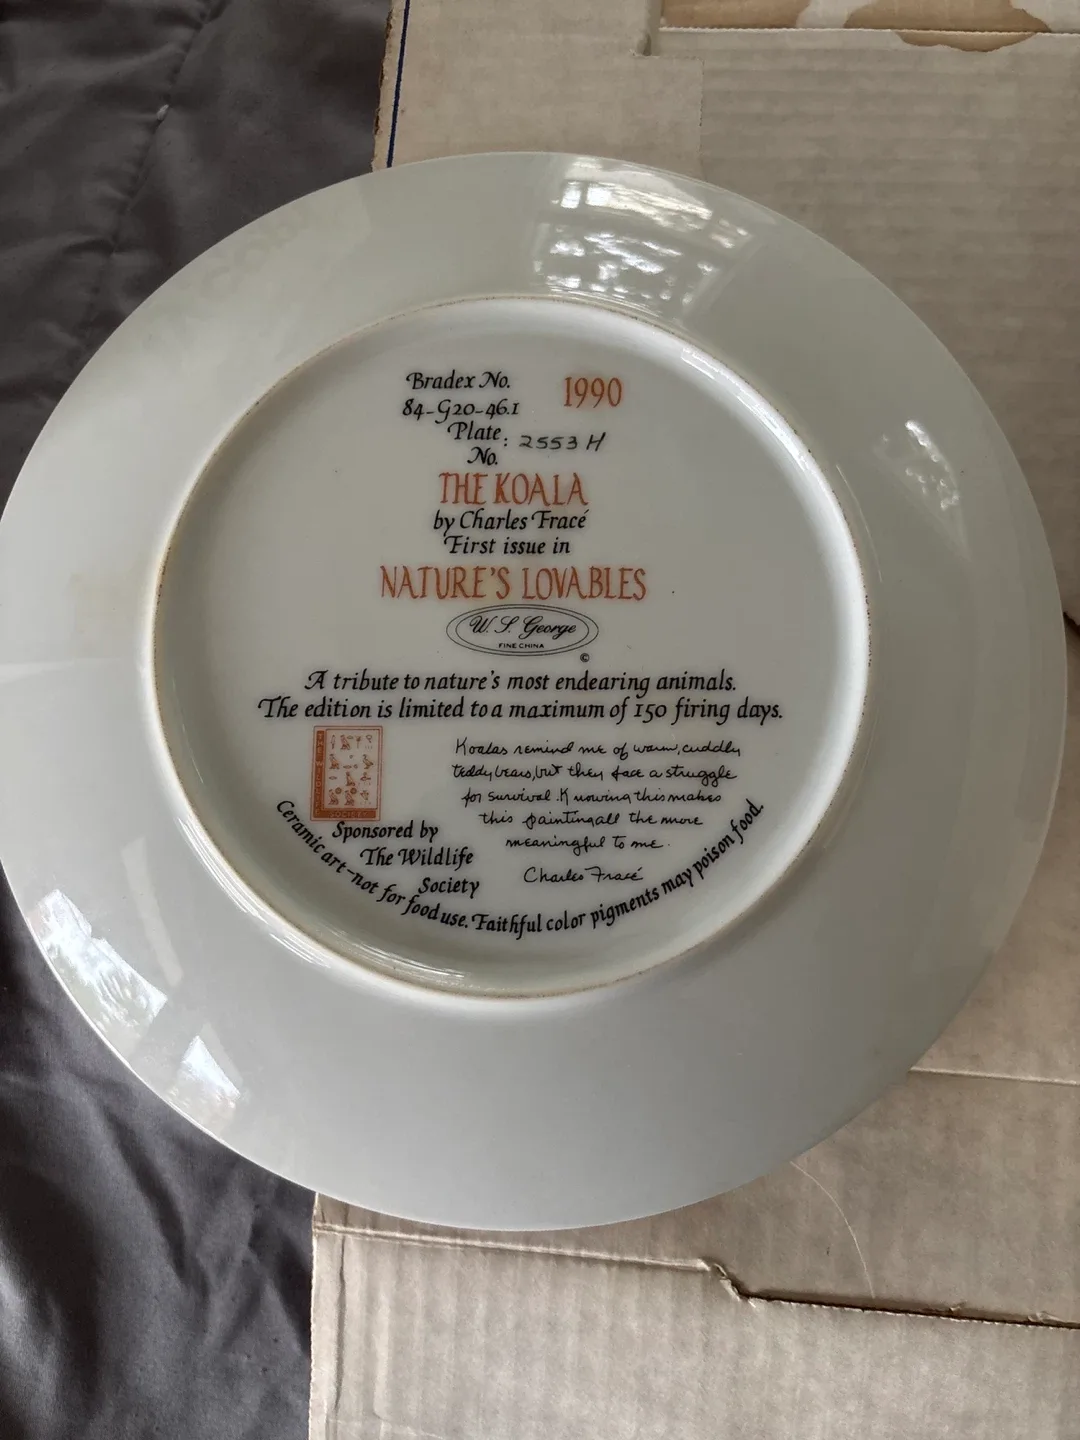 Bradex No.
84-G20-46.1
1990
Plate No. : 2553 H
THE KOALA
by Charles Fracé
First issue in
NATURE'S LOVABLES
W. S. George
FINE CHINA
©
A tribute to nature's most endearing animals.
The edition is limited to a maximum of 150 firing days.
Koalas remind me of warm, cuddly
teddy bears, but they face a struggle
for survival. Knowing this makes
this painting all the more
meaningful to me.
Charles Fracé
SOCIETY
Sponsored by
The Wildlife
Society
Ceramic art—not for food use. Faithful color pigments may poison food.